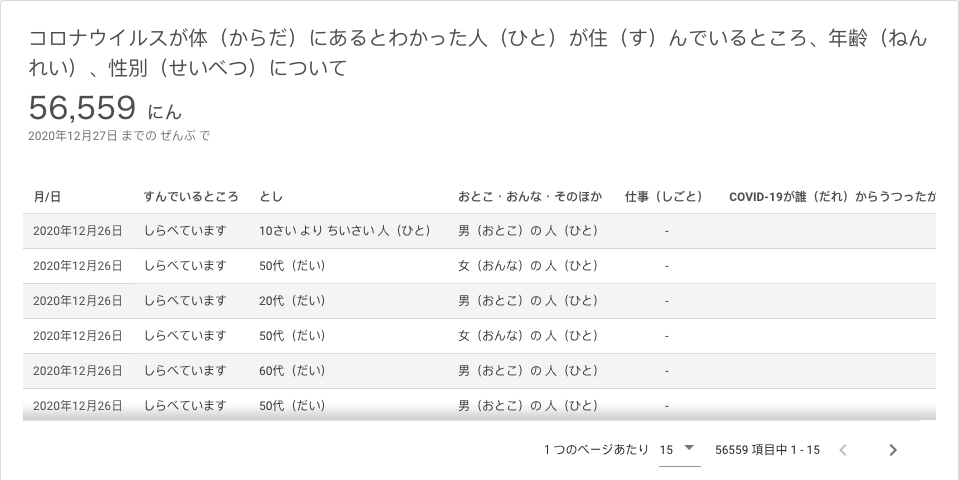 コロナウイルスが体（からだ）にあるとわかった人（ひと）が住（す）んでいるところ、年齢（ねん
れい）、性別（せいべつ）について
56,559 にん
2020年12月27日 までの ぜんぶ で
月/日 すんでいるところ とし おとこ・おんな・そのほか 仕事（しごと） COVID-19が誰（だれ）からうつったか
2020年12月26日 しらべています 10さい より ちいさい 人（ひと） 男（おとこ）の 人（ひと） -
2020年12月26日 しらべています 50代（だい） 女（おんな）の 人（ひと） -
2020年12月26日 しらべています 20代（だい） 男（おとこ）の 人（ひと） -
2020年12月26日 しらべています 50代（だい） 女（おんな）の 人（ひと） -
2020年12月26日 しらべています 60代（だい） 男（おとこ）の 人（ひと） -
2020年12月26日 しらべています 50代（だい） 男（おとこ）の 人（ひと） -
1 つのページあたり 15 56559 項目中 1 - 15